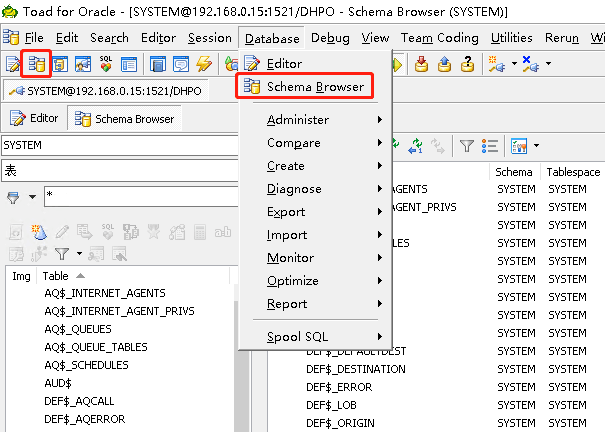 Toad for Oracle - [SYSTEM@192.168.0.15:1521/DHPO - Schema Browser (SYSTEM)]
File Edit Search Editor Session Database Debug View Team Coding Utilities Rerun Window
SQL
SYSTEM@192.168.0.15:1521/DHPO
Editor Schema Browser
SYSTEM
表
*
Img Table
AQ$_INTERNET_AGENTS
AQ$_INTERNET_AGENT_PRIVS
AQ$_QUEUES
AQ$_QUEUE_TABLES
AQ$_SCHEDULES
AUD$
DEF$_AQCALL
DEF$_AQERROR
Editor
Schema Browser
Administer
Compare
Create
Diagnose
Export
Import
Monitor
Optimize
Report
Spool SQL
Schema Tablespace
_AGENTS SYSTEM SYSTEM
_AGENT_PRIVS SYSTEM SYSTEM
SYSTEM SYSTEM
LES SYSTEM SYSTEM
SYSTEM SYSTEM
SYSTEM SYSTEM
SYSTEM SYSTEM
SYSTEM SYSTEM
SYSTEM SYSTEM
DEF$_DEFAULTDEST SYSTEM SYSTEM
DEF$_DESTINATION SYSTEM SYSTEM
DEF$_ERROR SYSTEM SYSTEM
DEF$_LOB SYSTEM SYSTEM
DEF$_ORIGIN SYSTEM SYSTEM